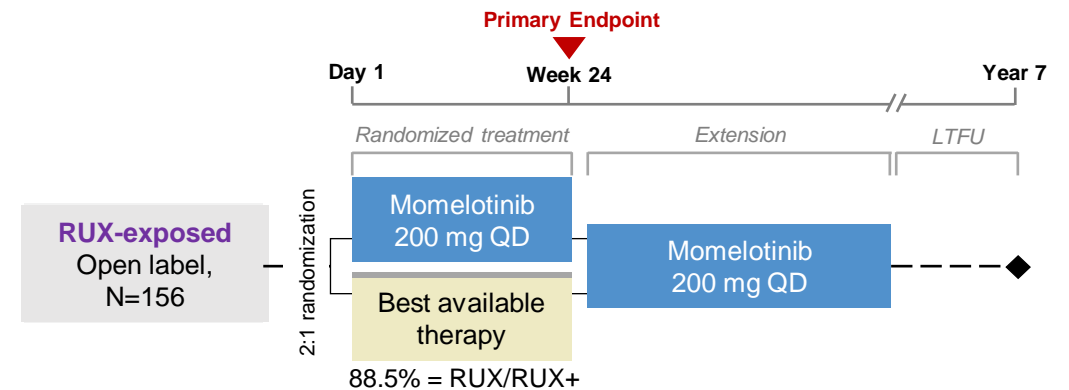 Primary Endpoint
Day 1
Week 24
Year 7
Randomized treatment
Extension
LTFU
RUX-exposed
Open label,
N=156
2:1 randomization
Momelotinib
200 mg QD
Best available
therapy
88.5% = RUX/RUX+
Momelotinib
200 mg QD